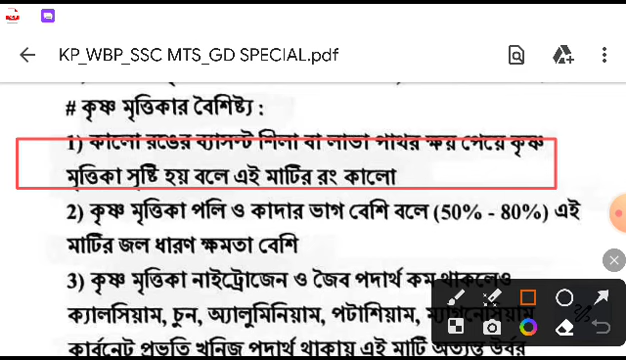 KP_WBP_SSC MTS_GD SPECIAL.pdf
# কৃষ্ণ মৃত্তিকার বৈশিষ্ট্য :
1) কালো রঙের ব্যাসল্ট শিলা বা লাভা পাথর ক্ষয় পেয়ে কৃষ্ণ
মৃত্তিকা সৃষ্টি হয় বলে এই মাটির রং কালো
2) কৃষ্ণ মৃত্তিকা পলি ও কাদার ভাগ বেশি বলে (50% - 80%) এই
মাটির জল ধারণ ক্ষমতা বেশি
3) কৃষ্ণ মৃত্তিকা নাইট্রোজেন ও জৈব পদার্থ কম থাকলেও
ক্যালসিয়াম, চুন, অ্যালুমিনিয়াম, পটাশিয়াম, ম্যাগনেসিয়াম
কার্বনেট প্রভৃতি খনিজ পদার্থ থাকায় এই মাটি অত্যন্ত উর্বর